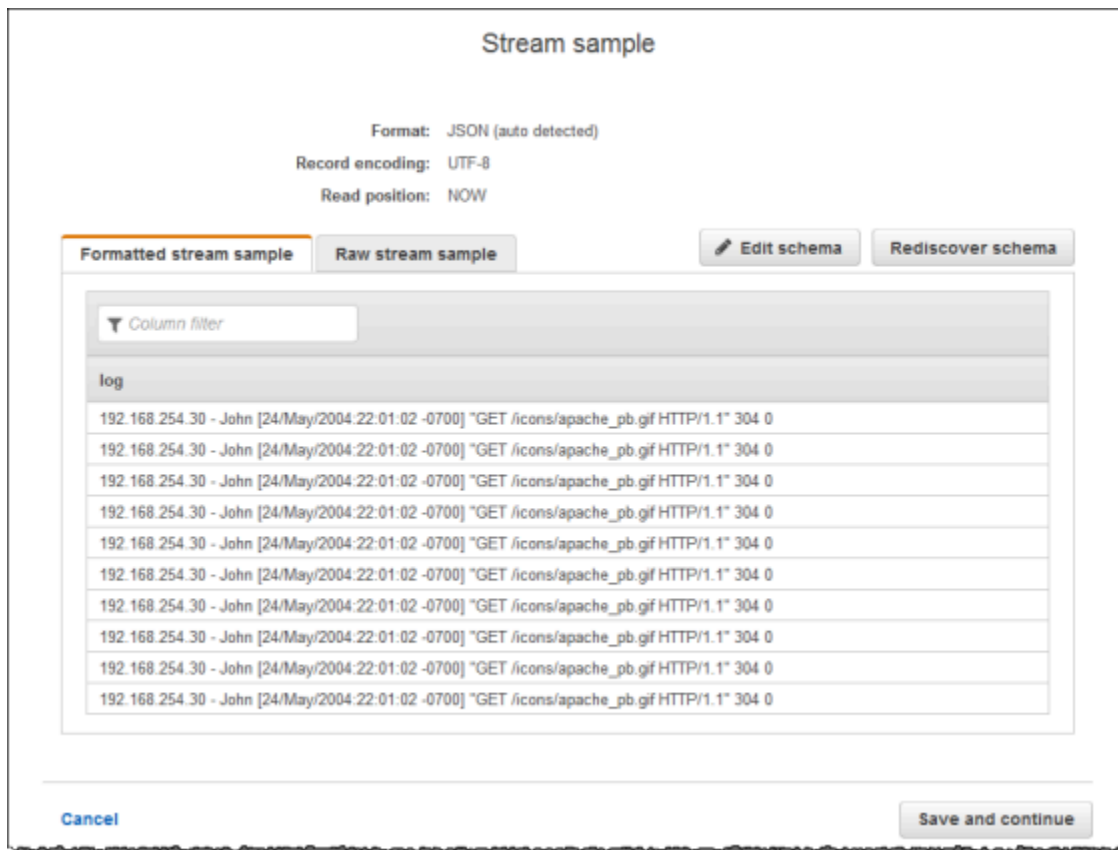 Stream sample
Format: JSON (auto detected)
Record encoding: UTF-8
Read position: NOW
Formatted stream sample Raw stream sample Edit schema Rediscover schema
Column filter
log
192.168.254.30 - John [24/May/2004:22:01:02 -0700] "GET /icons/apache_pb.gif HTTP/1.1" 304 0
192.168.254.30 - John [24/May/2004:22:01:02 -0700] "GET /icons/apache_pb.gif HTTP/1.1" 304 0
192.168.254.30 - John [24/May/2004:22:01:02 -0700] "GET /icons/apache_pb.gif HTTP/1.1" 304 0
192.168.254.30 - John [24/May/2004:22:01:02 -0700] "GET /icons/apache_pb.gif HTTP/1.1" 304 0
192.168.254.30 - John [24/May/2004:22:01:02 -0700] "GET /icons/apache_pb.gif HTTP/1.1" 304 0
192.168.254.30 - John [24/May/2004:22:01:02 -0700] "GET /icons/apache_pb.gif HTTP/1.1" 304 0
192.168.254.30 - John [24/May/2004:22:01:02 -0700] "GET /icons/apache_pb.gif HTTP/1.1" 304 0
192.168.254.30 - John [24/May/2004:22:01:02 -0700] "GET /icons/apache_pb.gif HTTP/1.1" 304 0
192.168.254.30 - John [24/May/2004:22:01:02 -0700] "GET /icons/apache_pb.gif HTTP/1.1" 304 0
192.168.254.30 - John [24/May/2004:22:01:02 -0700] "GET /icons/apache_pb.gif HTTP/1.1" 304 0
Cancel Save and continue